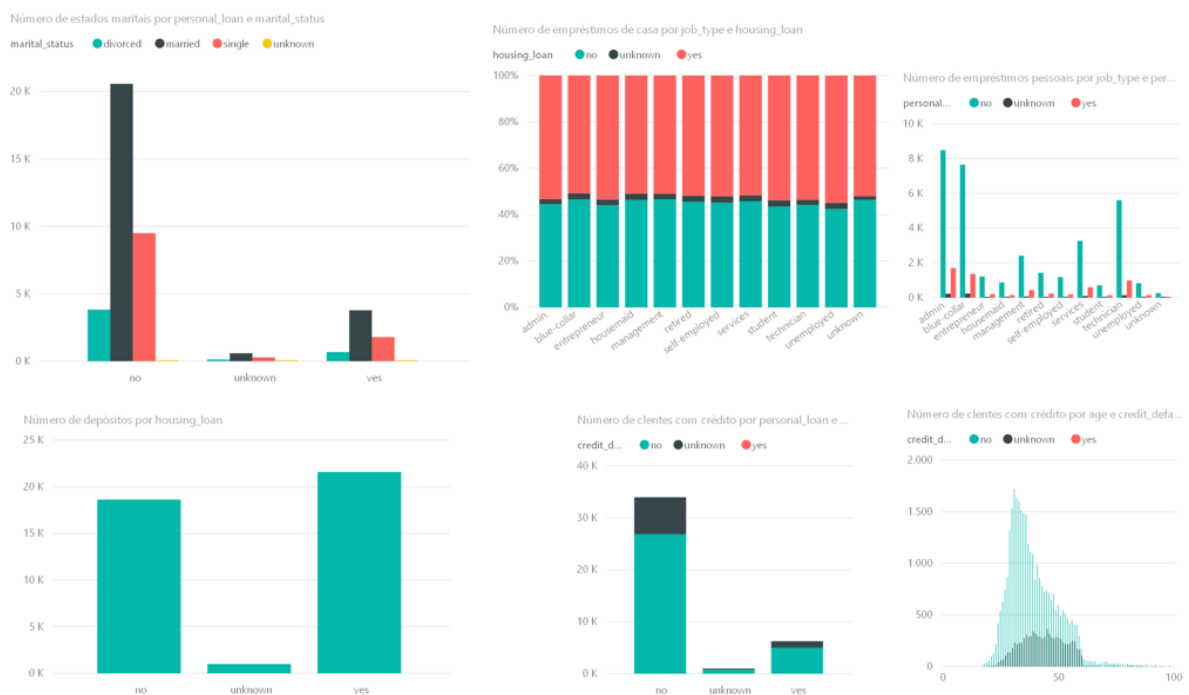 Número de estados maritais por personal_loan e marital_status
marital_status divorced married single unknown
20 K
15 K
10 K
5 K
0 K
no unknown yes
Número de empréstimos de casa por job_type e housing_loan
housing_loan no unknown yes
100%
80%
60%
40%
20%
0%
admin. blue-collar entrepreneur housemaid management retired self-employed services student technician unemployed unknown
Número de empréstimos pessoais por job_type e per...
personal... no unknown yes
10 K
8 K
6 K
4 K
2 K
0 K
admin. blue-collar entrepreneur housemaid management retired self-employed services student technician unemployed unknown
Número de depósitos por housing_loan
25 K
20 K
15 K
10 K
5 K
0 K
no unknown yes
Número de clentes com crédito por personal_loan e ...
credit_d... no unknown yes
40 K
30 K
20 K
10 K
0 K
no unknown yes
Número de clentes com crédito por age e credit_defa...
credit_d... no unknown yes
2.000
1.500
1.000
500
0
0 50 100